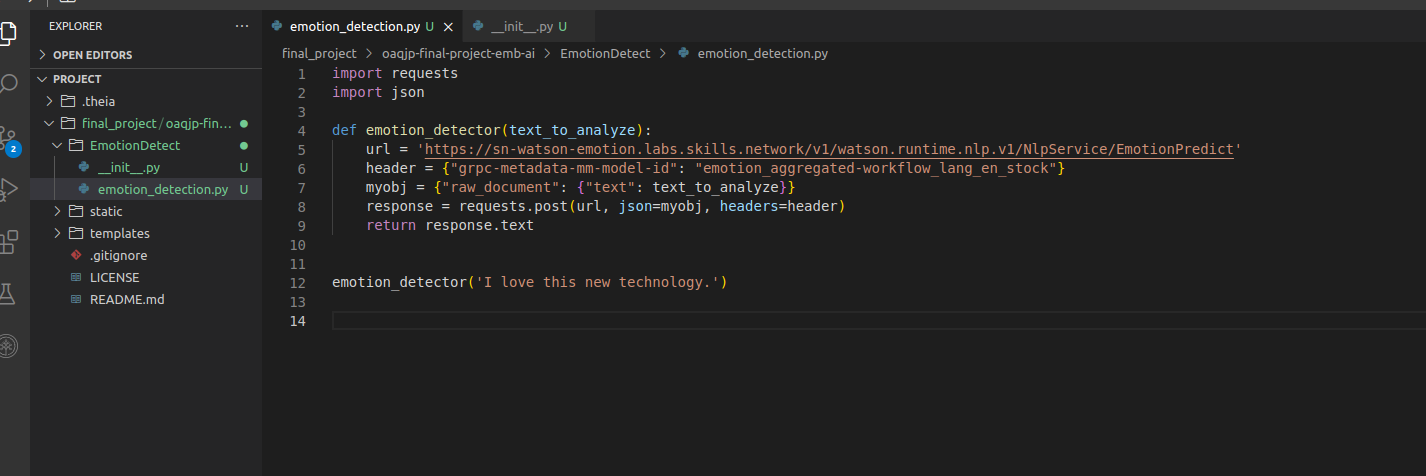 EXPLORER ...
OPEN EDITORS
PROJECT
.theia
final_project / oaqjp-fin...
EmotionDetect
__init__.py U
emotion_detection.py U
static
templates
.gitignore
LICENSE
README.md
2
emotion_detection.py U
__init__.py U
final_project > oaqjp-final-project-emb-ai > EmotionDetect > emotion_detection.py
1 import requests
2 import json
3
4 def emotion_detector(text_to_analyze):
5 url = 'https://sn-watson-emotion.labs.skills.network/v1/watson.runtime.nlp.v1/NlpService/EmotionPredict'
6 header = {"grpc-metadata-mm-model-id": "emotion_aggregated-workflow_lang_en_stock"}
7 myobj = {"raw_document": {"text": text_to_analyze}}
8 response = requests.post(url, json=myobj, headers=header)
9 return response.text
10
11
12 emotion_detector('I love this new technology.')
13
14